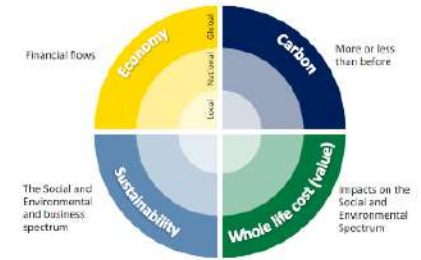 Financial flows
Economy
Global
National
Local
Carbon
More or less
than before
The Social and
Environmental
and business
spectrum
Sustainability
Whole life cost (value)
Impacts on the
Social and
Environmental
Spectrum